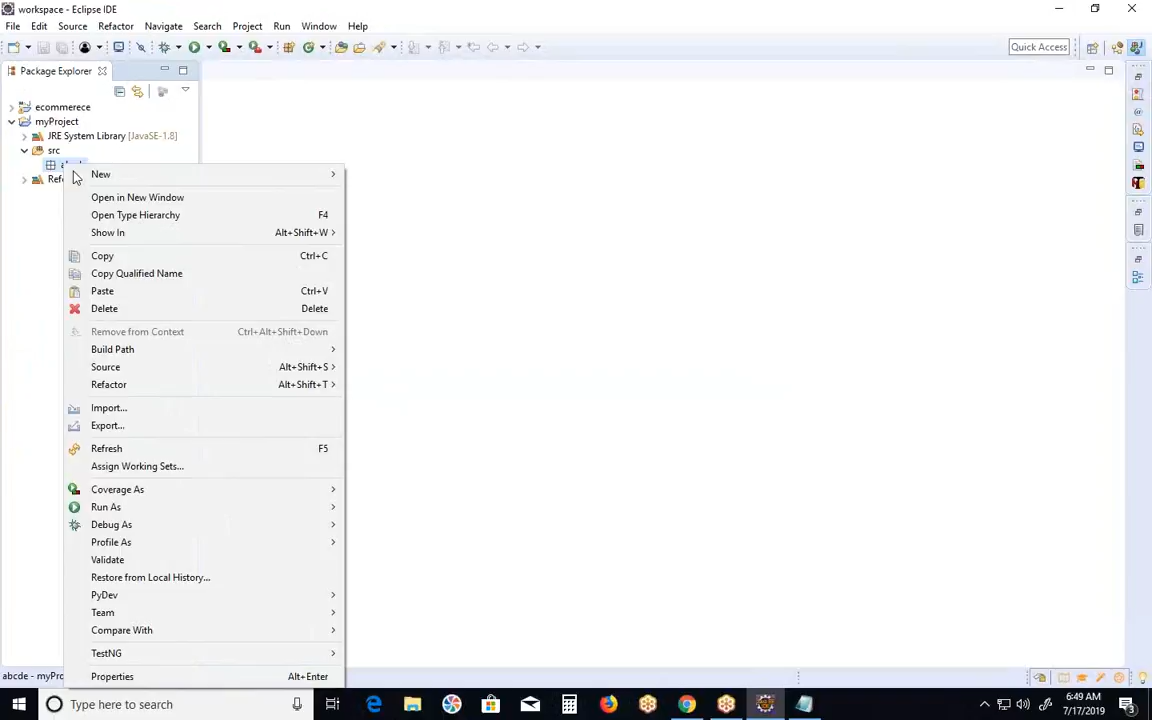 workspace - Eclipse IDE
File Edit Source Refactor Navigate Search Project Run Window Help
Quick Access
Package Explorer
ecommerece
myProject
JRE System Library [JavaSE-1.8]
src
New
Open in New Window
Open Type Hierarchy F4
Show In Alt+Shift+W
Copy Ctrl+C
Copy Qualified Name
Paste Ctrl+V
Delete Delete
Remove from Context Ctrl+Alt+Shift+Down
Build Path
Source Alt+Shift+S
Refactor Alt+Shift+T
Import...
Export...
Refresh F5
Assign Working Sets...
Coverage As
Run As
Debug As
Profile As
Validate
Restore from Local History...
PyDev
Team
Compare With
TestNG
Properties Alt+Enter
abcde - myPro
Type here to search
6:49 AM
7/17/2019
3